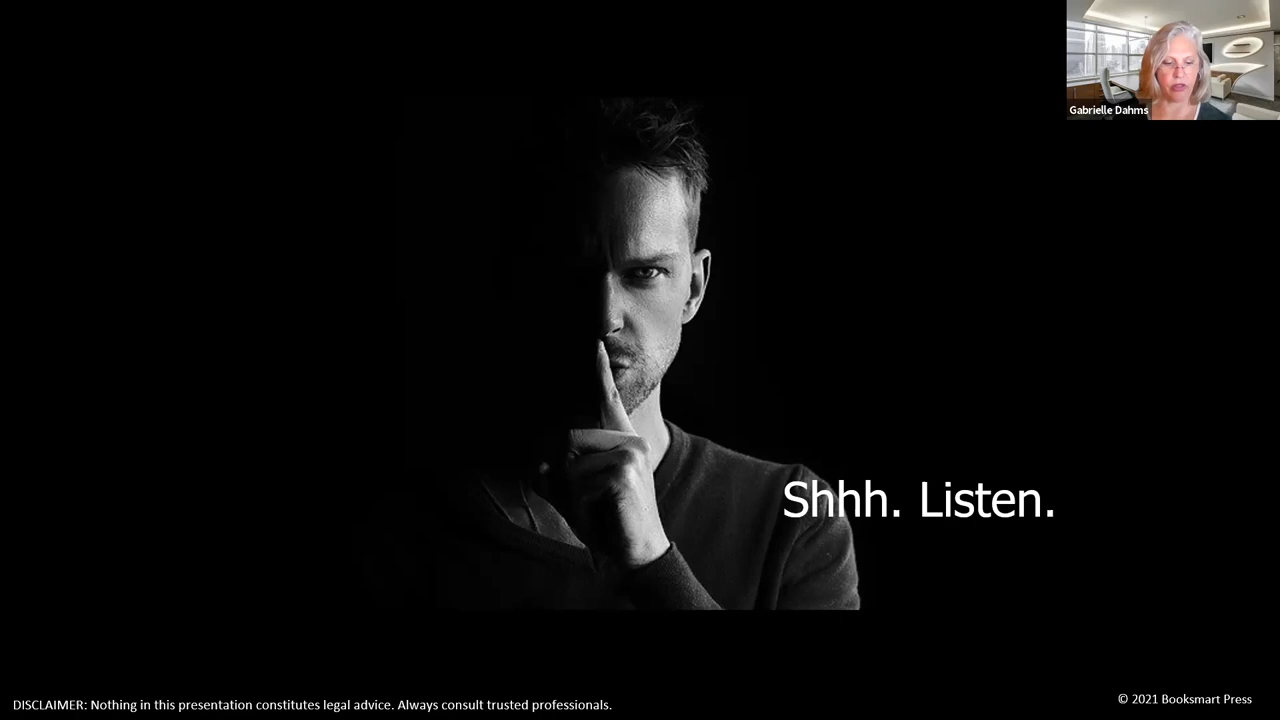 Gabrielle Dahms
Shhh. Listen.
DISCLAIMER: Nothing in this presentation constitutes legal advice. Always consult trusted professionals.
© 2021 Booksmart Press